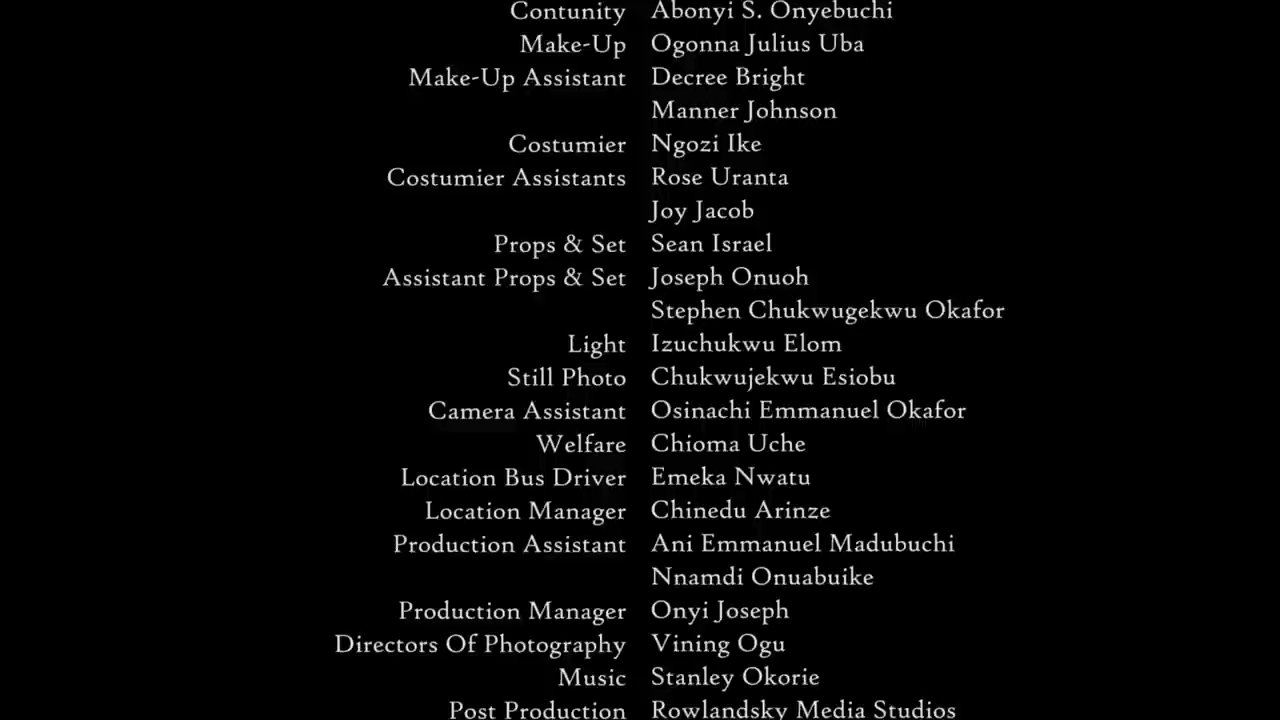 Contunity Abonyi S. Onyebuchi
Make-Up Ogonna Julius Uba
Make-Up Assistant Decree Bright
Manner Johnson
Costumier Ngozi Ike
Costumier Assistants Rose Uranta
Joy Jacob
Props & Set Sean Israel
Assistant Props & Set Joseph Onuoh
Stephen Chukwugekwu Okafor
Light Izuchukwu Elom
Still Photo Chukwujekwu Esiobu
Camera Assistant Osinachi Emmanuel Okafor
Welfare Chioma Uche
Location Bus Driver Emeka Nwatu
Location Manager Chinedu Arinze
Production Assistant Ani Emmanuel Madubuchi
Nnamdi Onuabuike
Production Manager Onyi Joseph
Directors Of Photography Vining Ogu
Music Stanley Okorie
Post Production Rowlandsky Media Studios